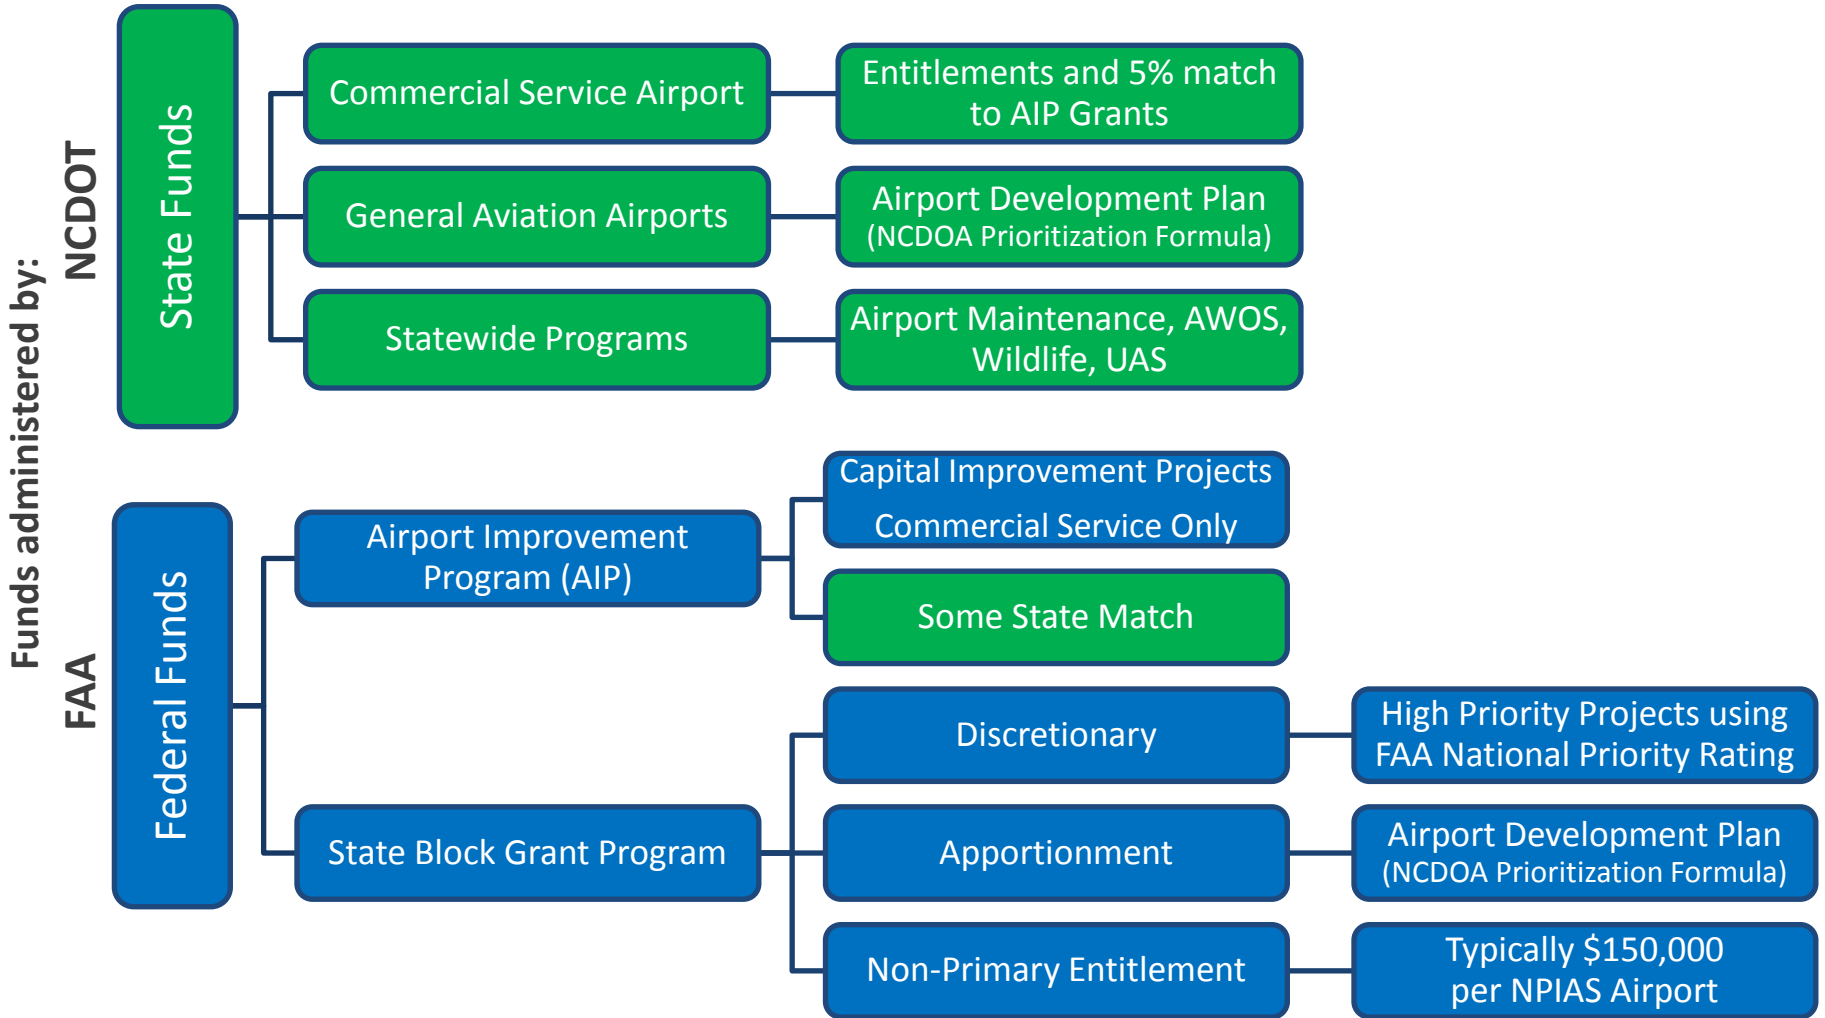 Funds administered by:
NCDOT
State Funds
Commercial Service Airport
Entitlements and 5% match
to AIP Grants
General Aviation Airports
Airport Development Plan
(NCDOA Prioritization Formula)
Statewide Programs
Airport Maintenance, AWOS,
Wildlife, UAS
FAA
Federal Funds
Airport Improvement
Program (AIP)
Capital Improvement Projects
Commercial Service Only
Some State Match
State Block Grant Program
Discretionary
High Priority Projects using
FAA National Priority Rating
Apportionment
Airport Development Plan
(NCDOA Prioritization Formula)
Non-Primary Entitlement
Typically $150,000
per NPIAS Airport